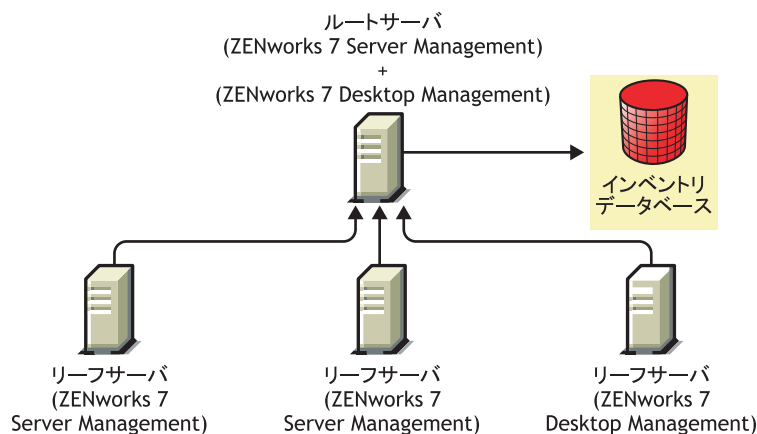 ルートサーバ
(ZENworks 7 Server Management)
+
(ZENworks 7 Desktop Management)
インベントリ
データベース
リーフサーバ
(ZENworks 7
Server Management)
リーフサーバ
(ZENworks 7
Server Management)
リーフサーバ
(ZENworks 7
Desktop Management)